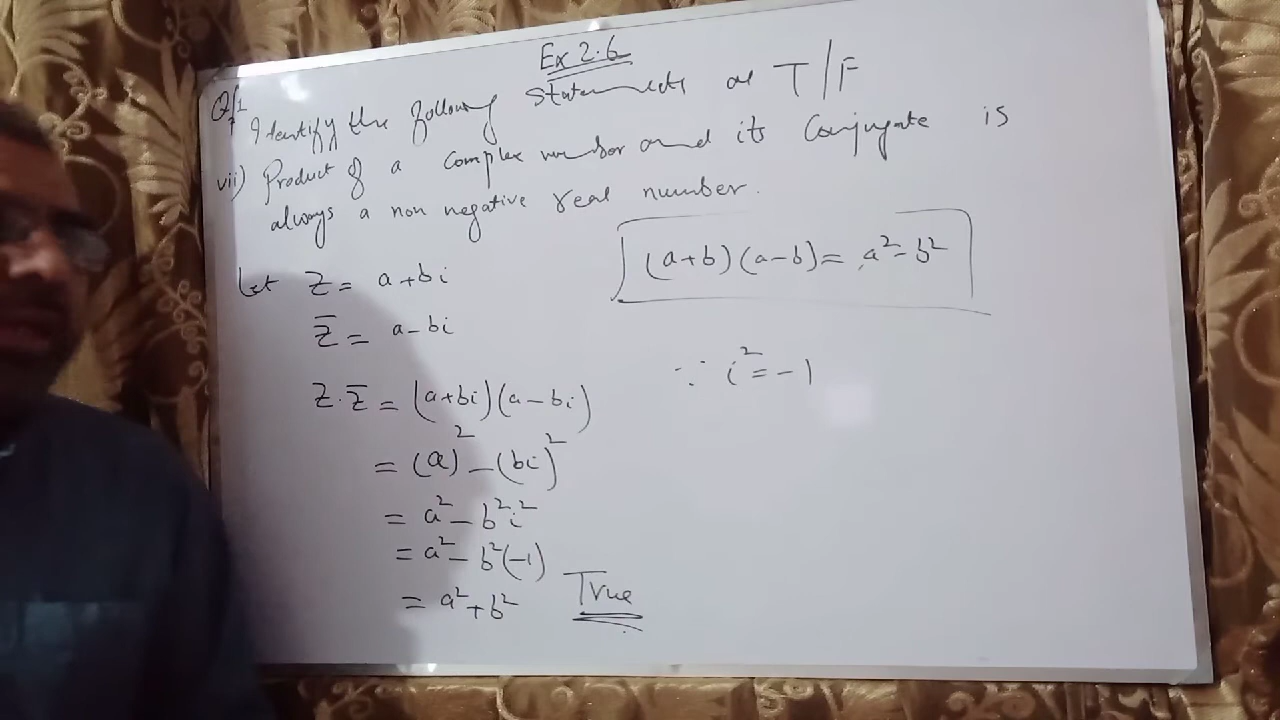 Ex 2.6
Q/1 Identify the following statements as T/F
vii) Product of a complex number and its Conjugate is
always a non negative real number.
(a+b)(a-b) = a²-b²
Let Z = a+bi
Z̅ = a-bi
∵ i² = -1
Z.Z̅ = (a+bi)(a-bi)
= (a)² - (bi)²
= a² - b²i²
= a² - b²(-1)
= a² + b² True